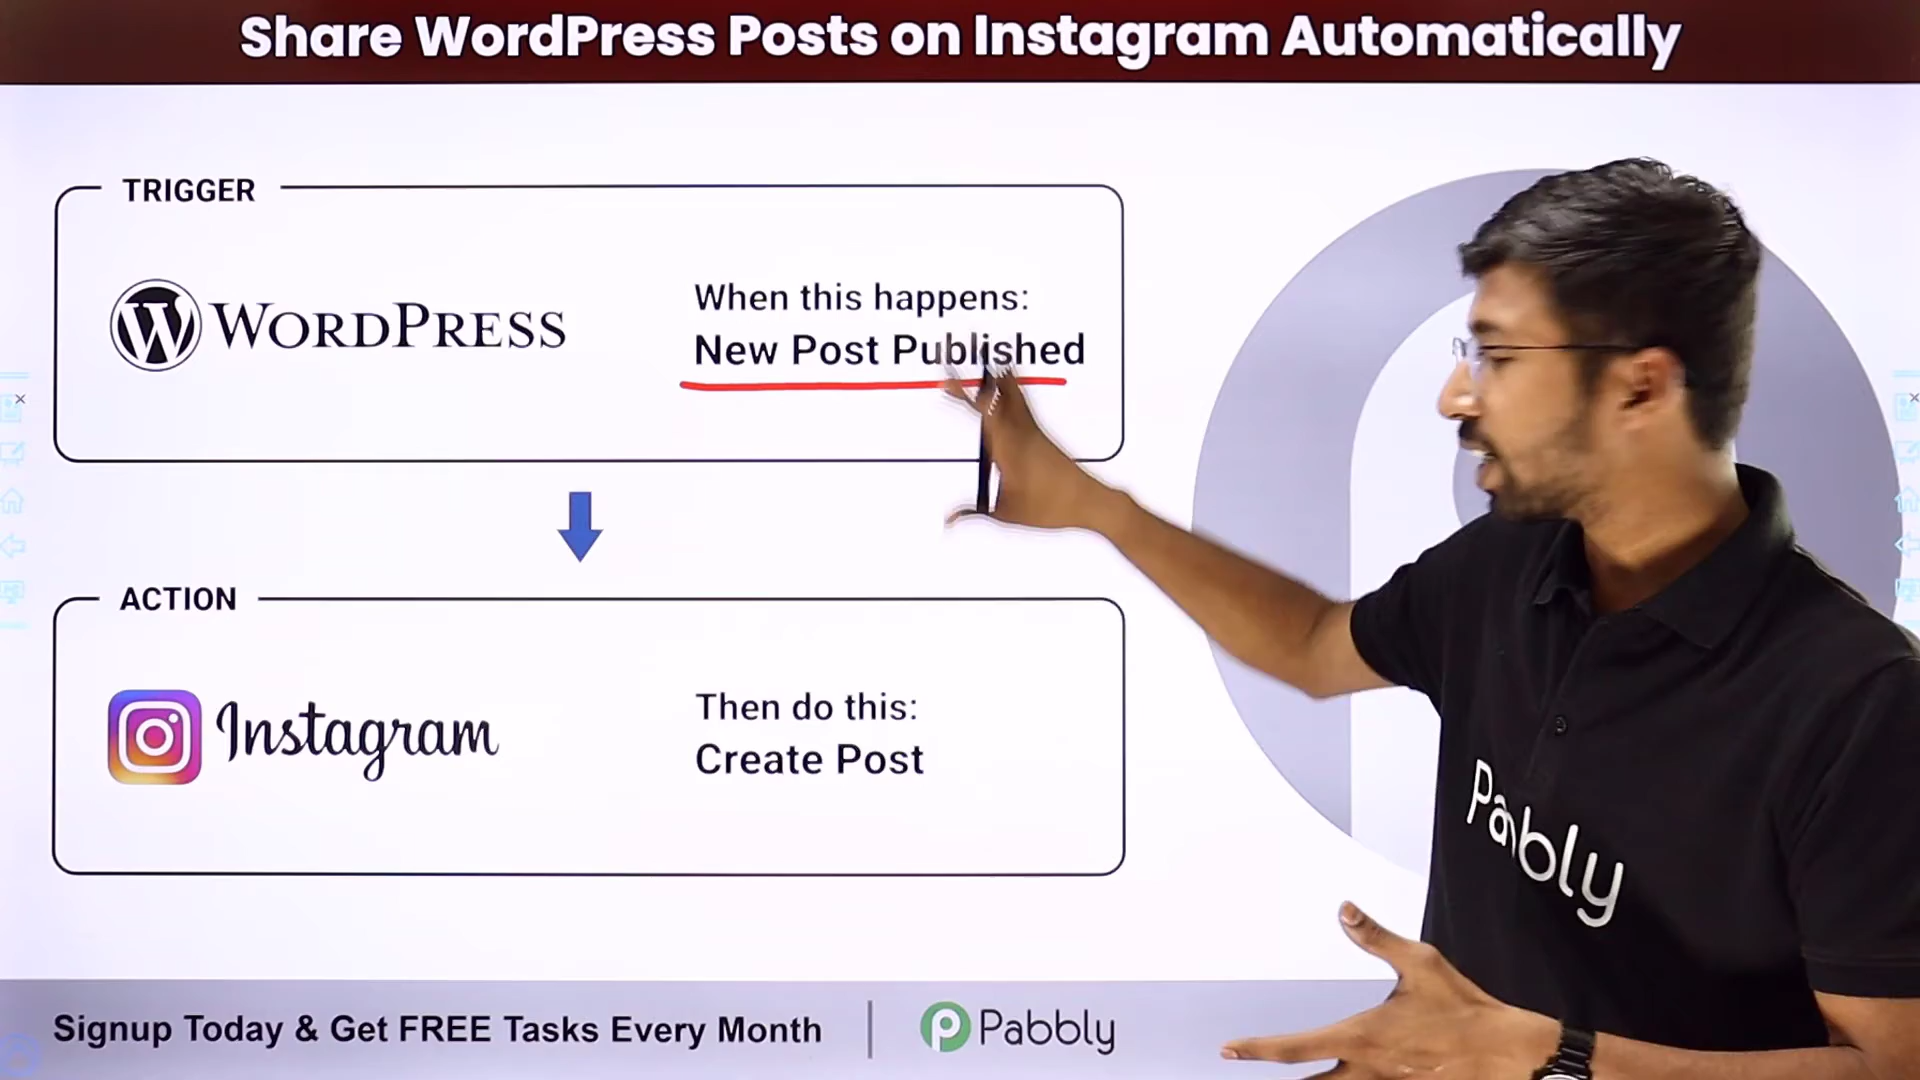 Share WordPress Posts on Instagram Automatically
TRIGGER
WORDPRESS
When this happens:
New Post Published
ACTION
Instagram
Then do this:
Create Post
Pabbly
Signup Today & Get FREE Tasks Every Month
Pabbly